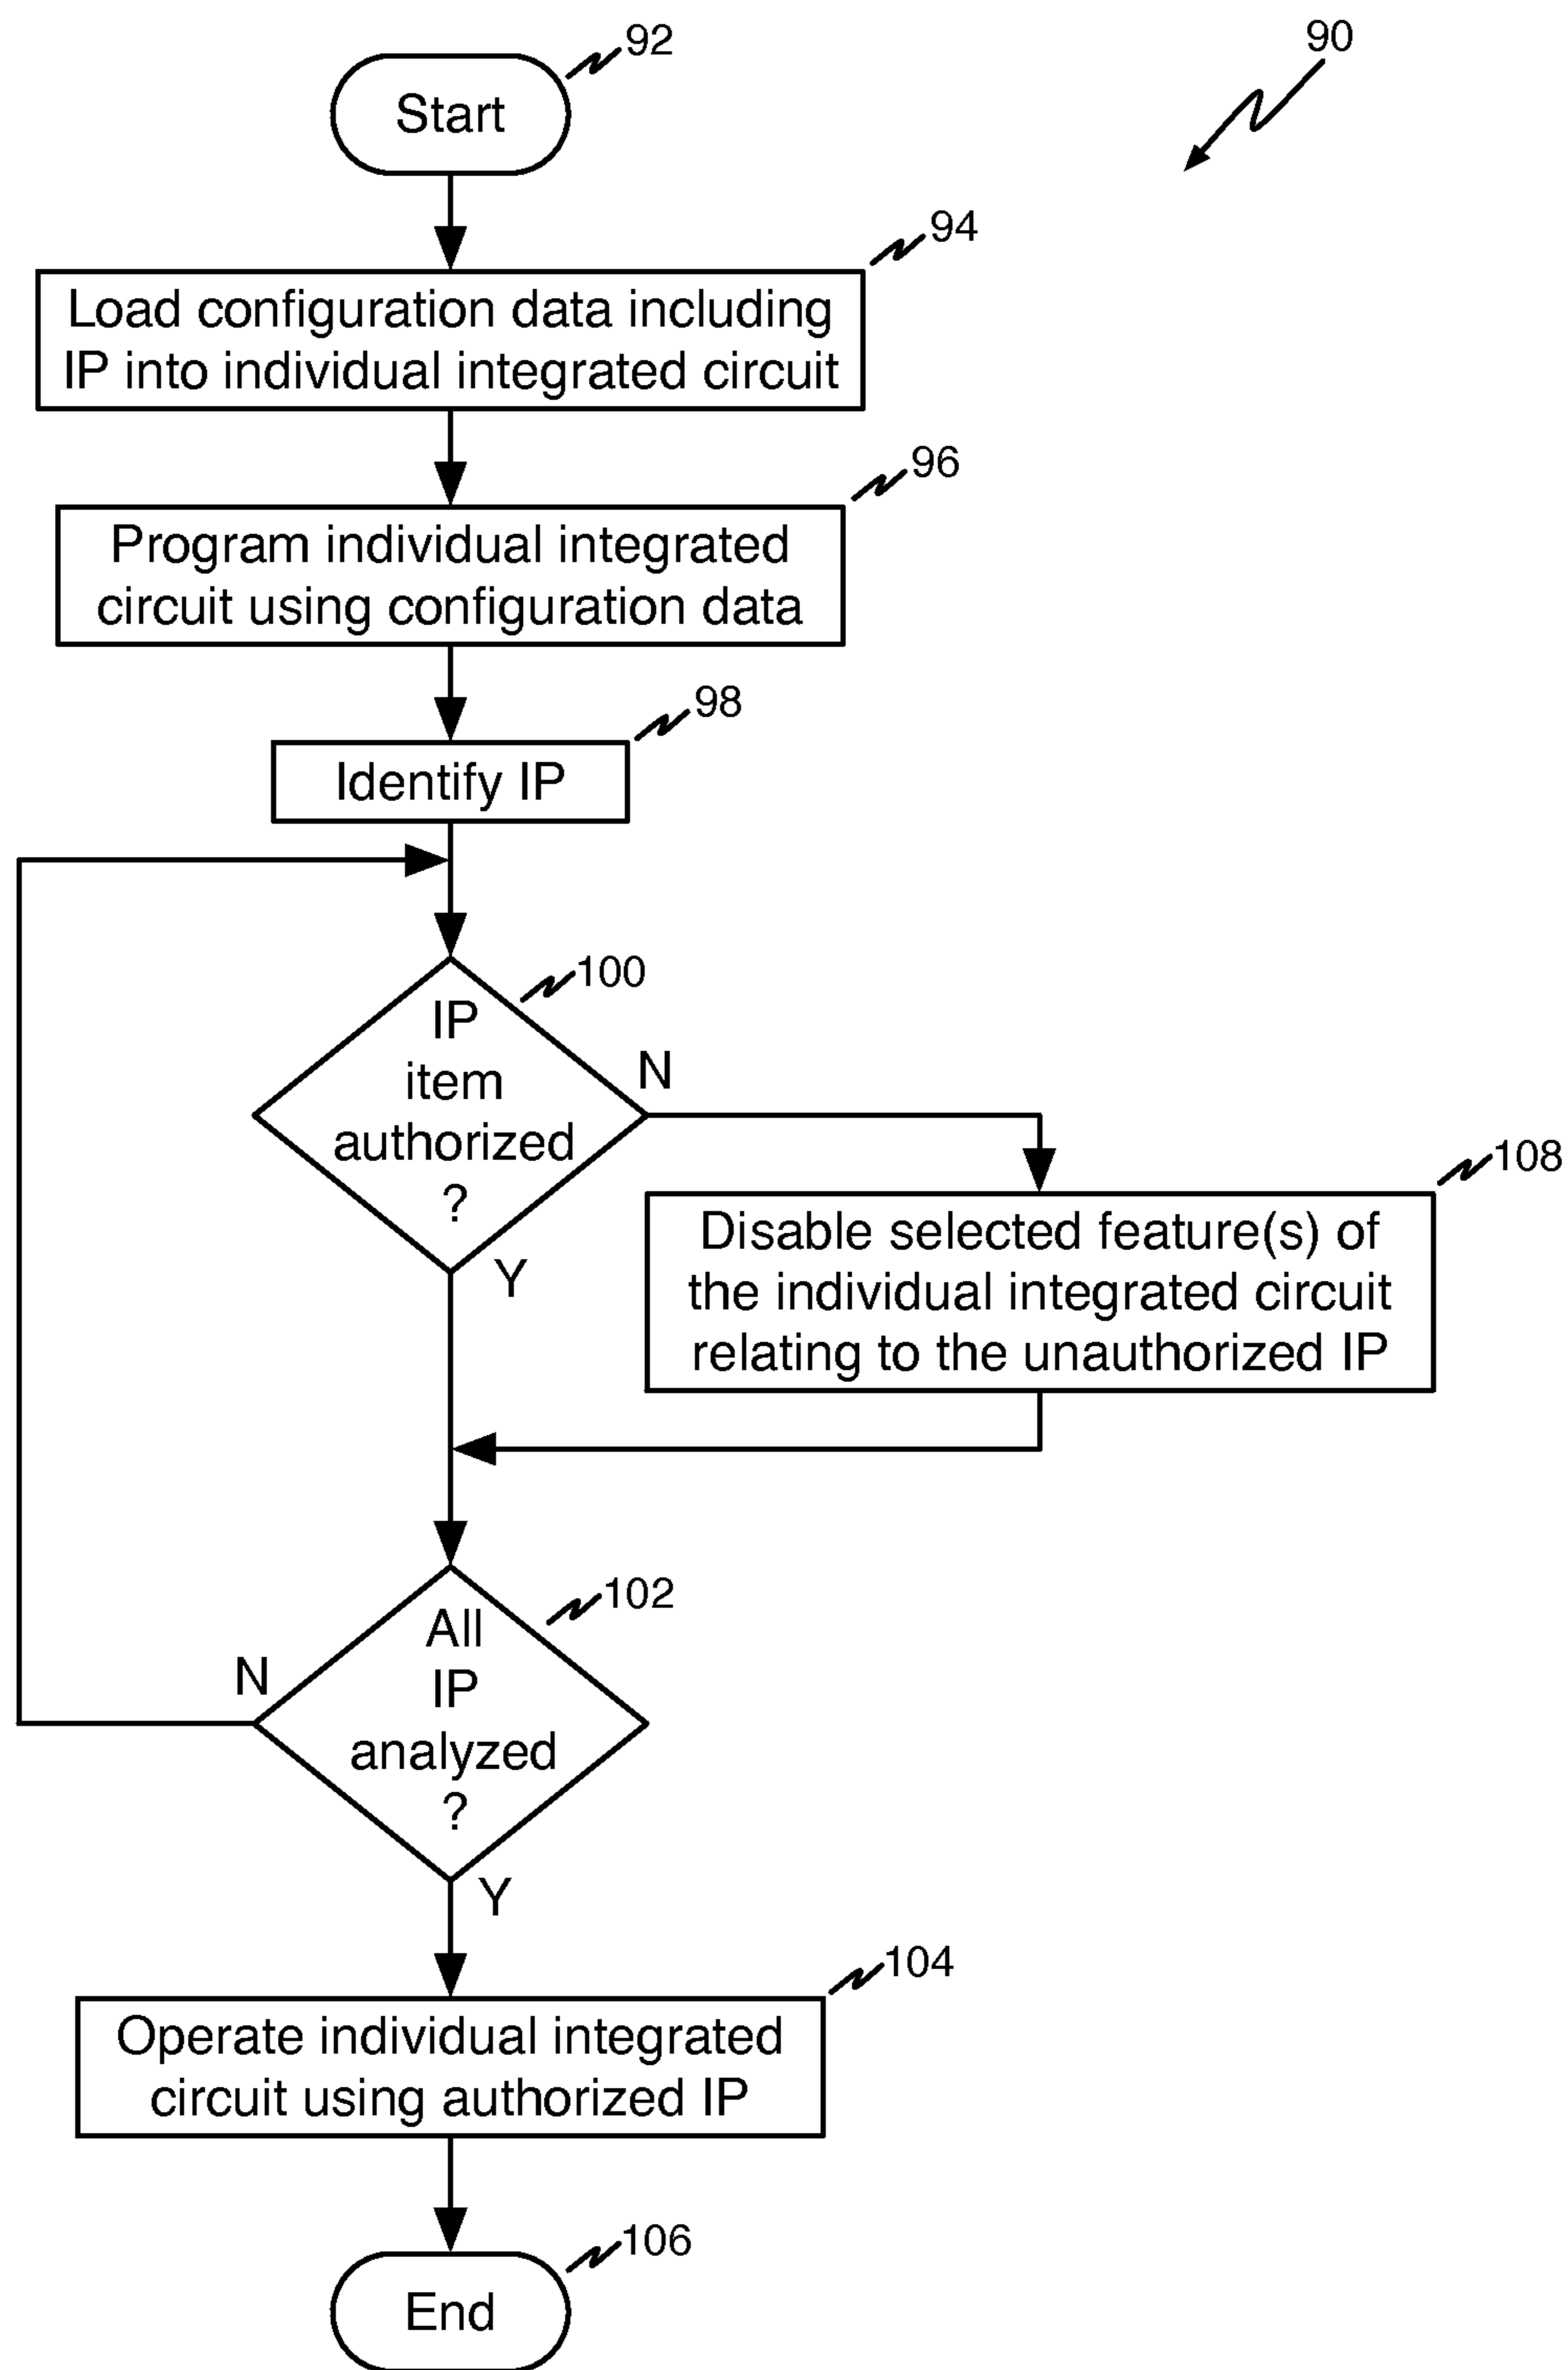 92
90
Start
94
Load configuration data including
IP into individual integrated circuit
96
Program individual integrated
circuit using configuration data
98
Identify IP
100
IP
item
authorized
?
N
Y
108
Disable selected feature(s) of
the individual integrated circuit
relating to the unauthorized IP
102
All
IP
analyzed
?
N
Y
104
Operate individual integrated
circuit using authorized IP
106
End